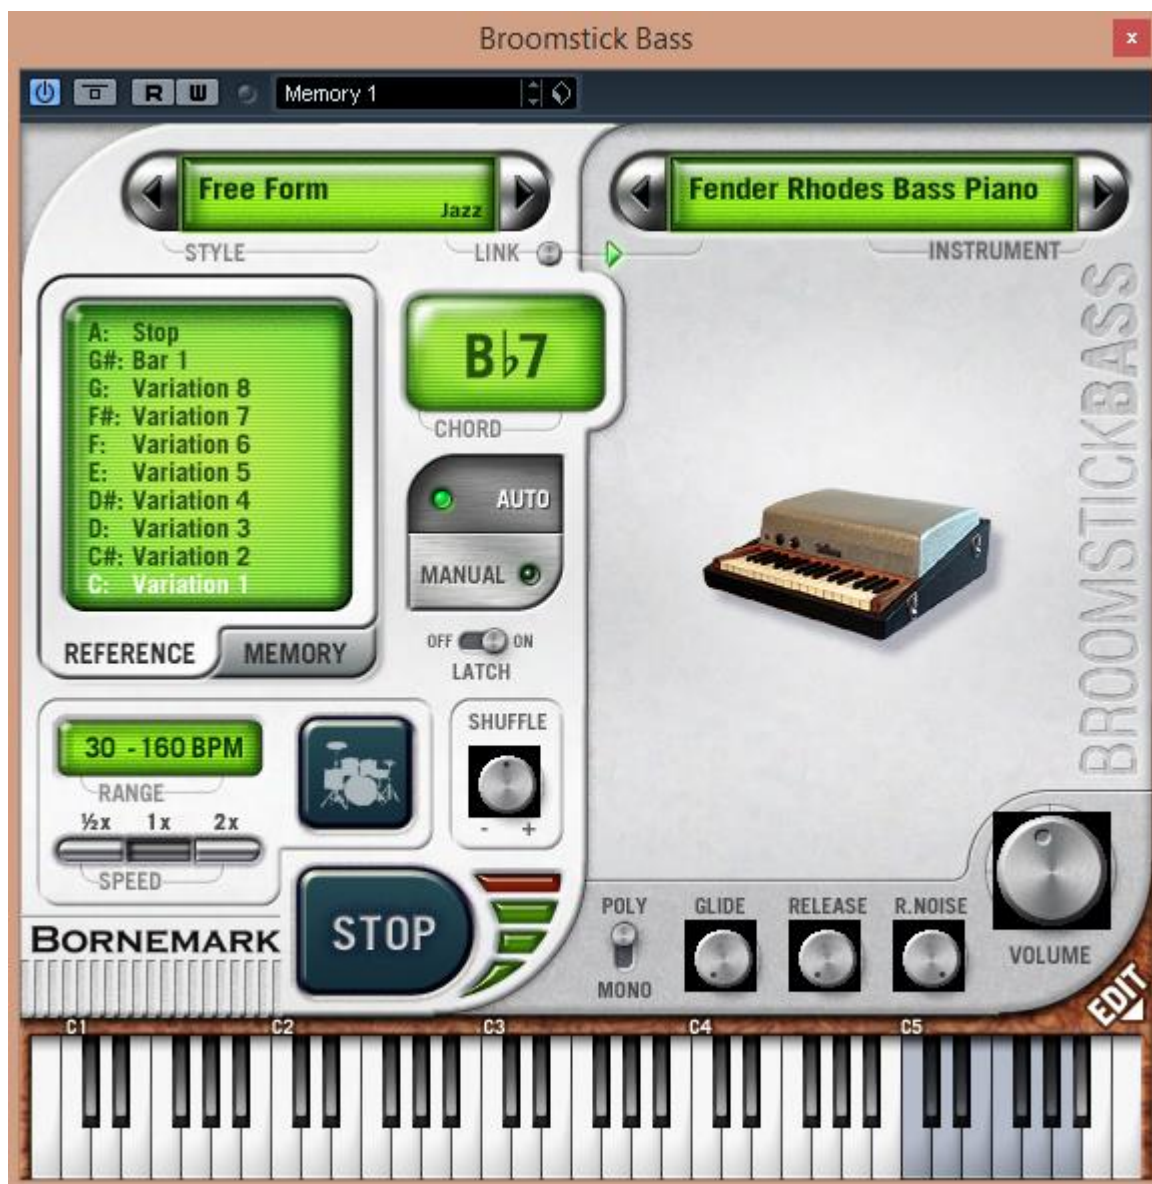 Broomstick Bass
x
R W Memory 1
Free Form
Jazz
Fender Rhodes Bass Piano
STYLE
LINK
INSTRUMENT
A: Stop
G#: Bar 1
G: Variation 8
F#: Variation 7
F: Variation 6
E: Variation 5
D#: Variation 4
D: Variation 3
C#: Variation 2
C: Variation 1
REFERENCE
MEMORY
B♭7
CHORD
AUTO
MANUAL
OFF ON
LATCH
BROOMSTICKBASS
30 - 160 BPM
RANGE
½x 1x 2x
SPEED
SHUFFLE
- +
STOP
BORNEMARK
POLY
MONO
GLIDE
RELEASE
R.NOISE
VOLUME
EDIT
C1 C2 C3 C4 C5